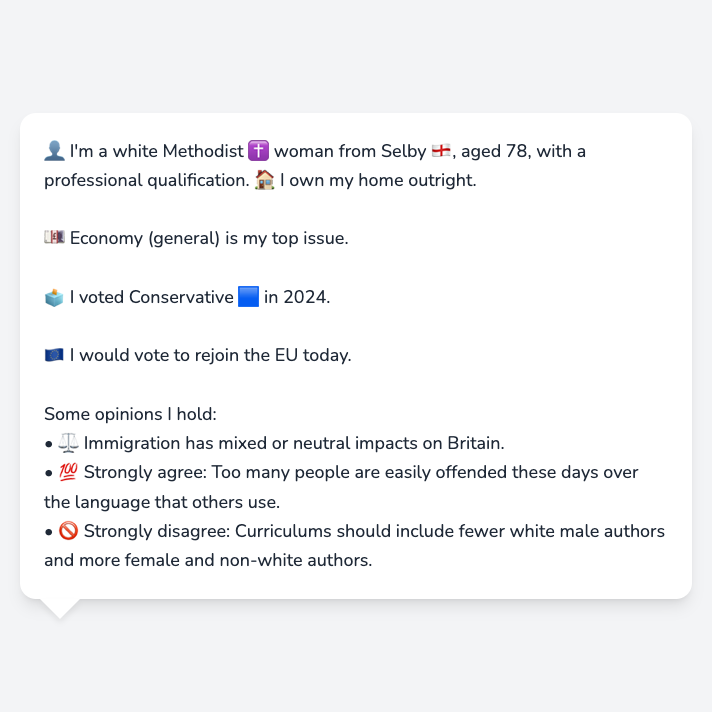 👤 I'm a white Methodist ✝️ woman from Selby 🏴󠁧󠁢󠁥󠁮󠁧󠁿, aged 78, with a
professional qualification. 🏠 I own my home outright.
💷 Economy (general) is my top issue.
🗳️ I voted Conservative 🟦 in 2024.
🇪🇺 I would vote to rejoin the EU today.
Some opinions I hold:
• ⚖️ Immigration has mixed or neutral impacts on Britain.
• 💯 Strongly agree: Too many people are easily offended these days over
the language that others use.
• 🚫 Strongly disagree: Curriculums should include fewer white male authors
and more female and non-white authors.